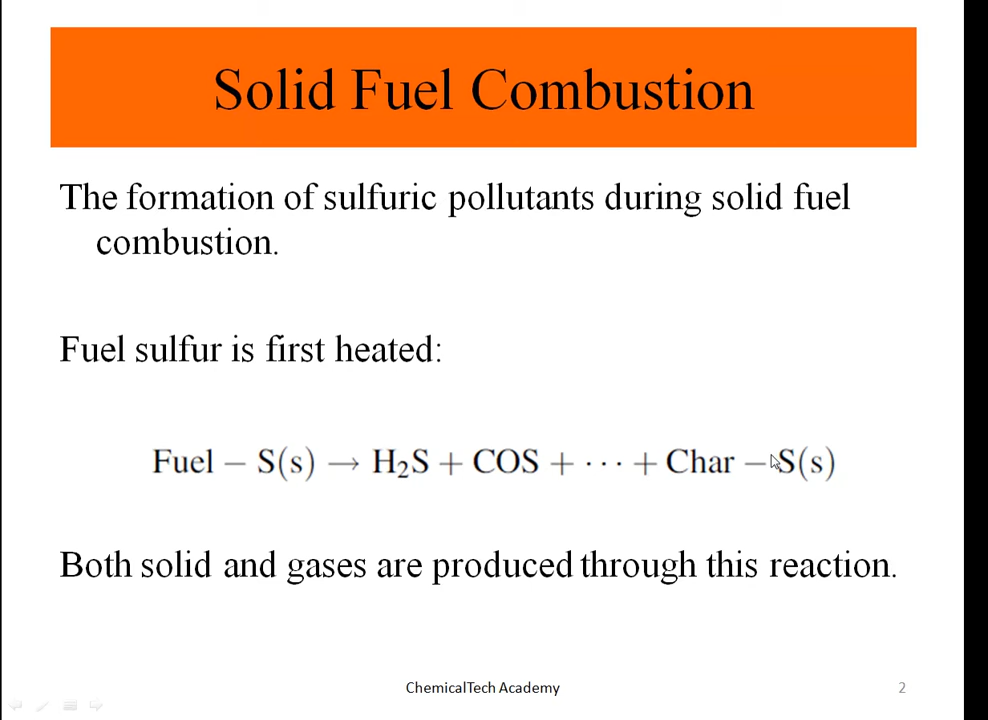 Solid Fuel Combustion
The formation of sulfuric pollutants during solid fuel
combustion.
Fuel sulfur is first heated:
Fuel − S(s) → H₂S + COS + ··· + Char − S(s)
Both solid and gases are produced through this reaction.
ChemicalTech Academy
2